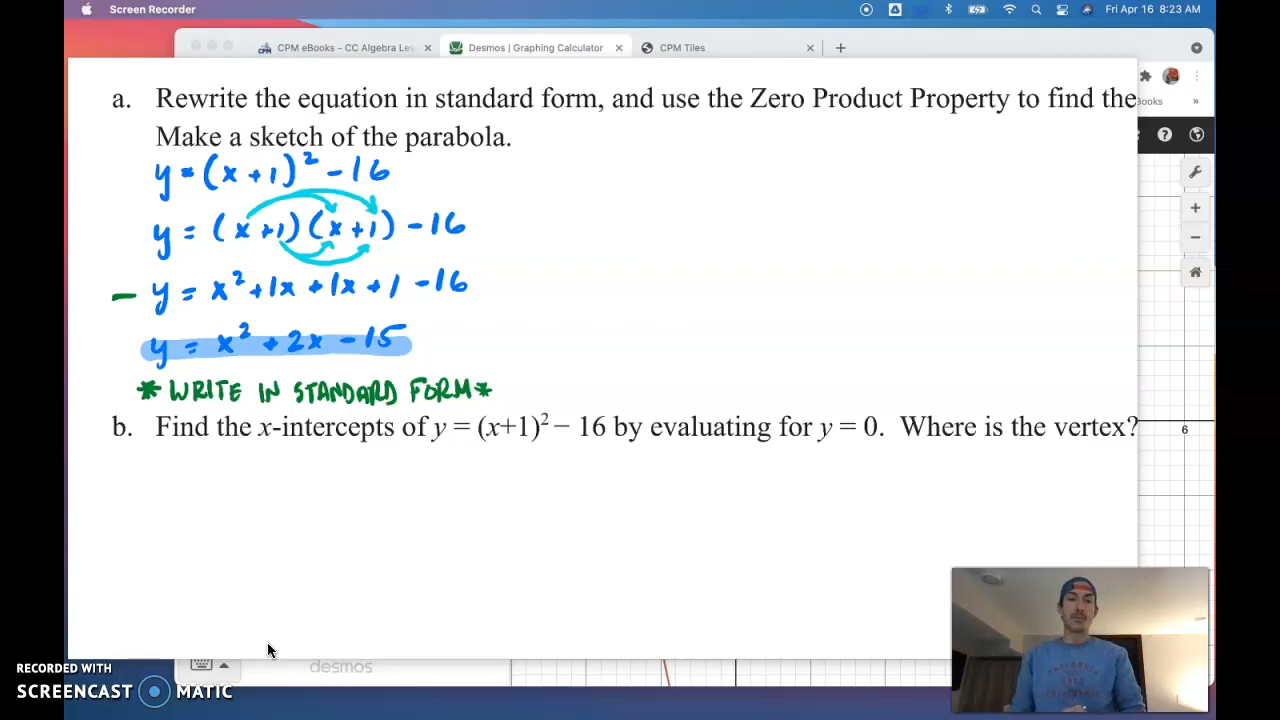 Screen Recorder
Fri Apr 16 8:23 AM
CPM eBooks - CC Algebra Les
Desmos | Graphing Calculator
CPM Tiles
a. Rewrite the equation in standard form, and use the Zero Product Property to find the
Books
Make a sketch of the parabola.
y = (x+1)² -16
y = (x+1)(x+1) -16
- y = x² +1x +1x +1 -16
y = x² +2x -15
*WRITE IN STANDARD FORM*
b. Find the x-intercepts of y = (x+1)² − 16 by evaluating for y = 0. Where is the vertex?
6
RECORDED WITH
SCREENCAST MATIC
desmos